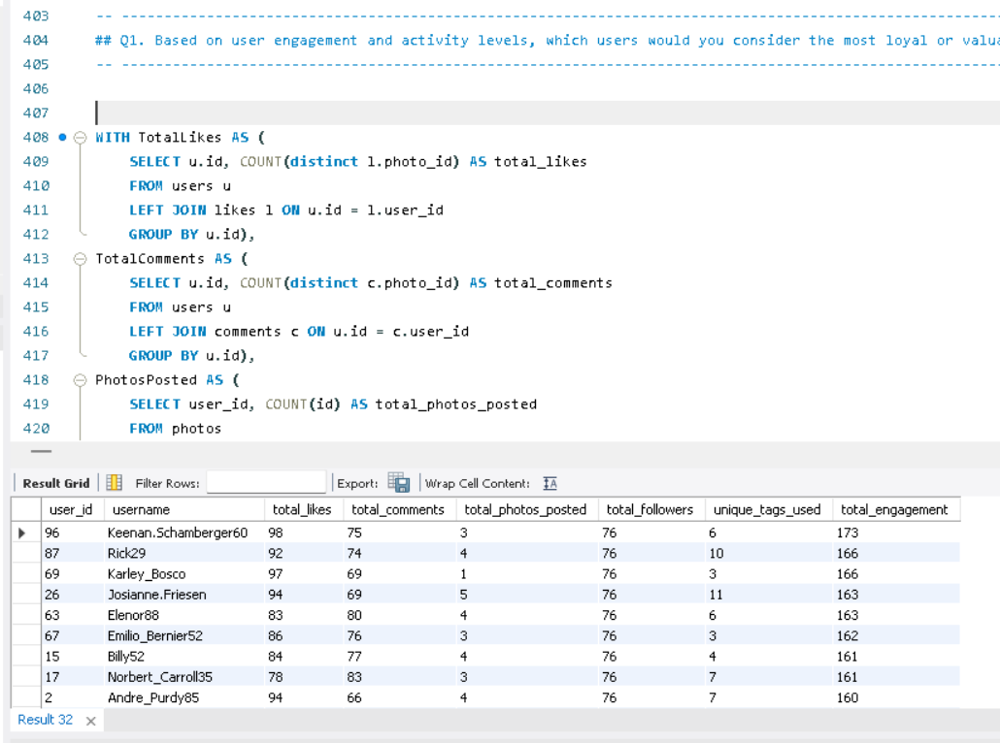 403 -- ----------------------------------------------------------------------------------
404 ## Q1. Based on user engagement and activity levels, which users would you consider the most loyal or valua
405 -- ----------------------------------------------------------------------------------
406
407
408 WITH TotalLikes AS (
409 SELECT u.id, COUNT(distinct l.photo_id) AS total_likes
410 FROM users u
411 LEFT JOIN likes l ON u.id = l.user_id
412 GROUP BY u.id),
413 TotalComments AS (
414 SELECT u.id, COUNT(distinct c.photo_id) AS total_comments
415 FROM users u
416 LEFT JOIN comments c ON u.id = c.user_id
417 GROUP BY u.id),
418 PhotosPosted AS (
419 SELECT user_id, COUNT(id) AS total_photos_posted
420 FROM photos
Result Grid Filter Rows: Export: Wrap Cell Content: IA
user_id username total_likes total_comments total_photos_posted total_followers unique_tags_used total_engagement
96 Keenan.Schamberger60 98 75 3 76 6 173
87 Rick29 92 74 4 76 10 166
69 Karley_Bosco 97 69 1 76 3 166
26 Josianne.Friesen 94 69 5 76 11 163
63 Elenor88 83 80 4 76 6 163
67 Emilio_Bernier52 86 76 3 76 3 162
15 Billy52 84 77 4 76 4 161
17 Norbert_Carroll35 78 83 3 76 7 161
2 Andre_Purdy85 94 66 4 76 7 160
Result 32 ×